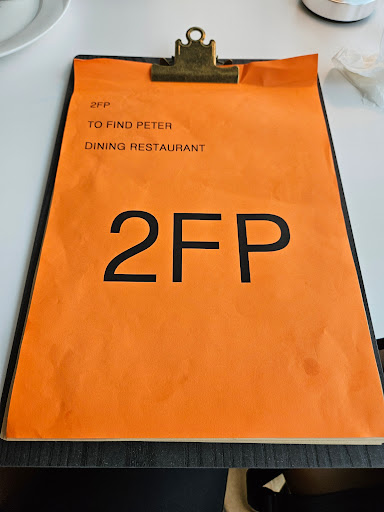 2FP
TO FIND PETER
DINING RESTAURANT
2FP